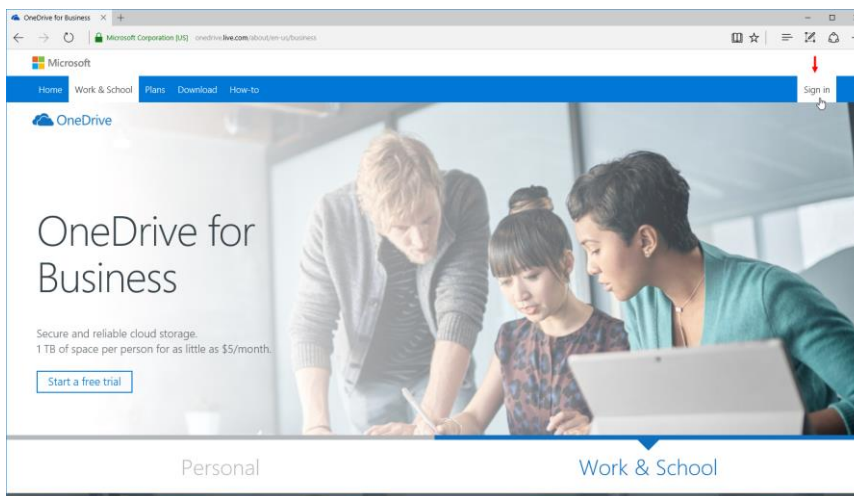 OneDrive for Business
Microsoft Corporation [US] onedrive.live.com/about/en-us/business
Microsoft
Home Work & School Plans Download How-to Sign in
OneDrive
OneDrive for
Business
Secure and reliable cloud storage.
1 TB of space per person for as little as $5/month.
Start a free trial
Personal Work & School